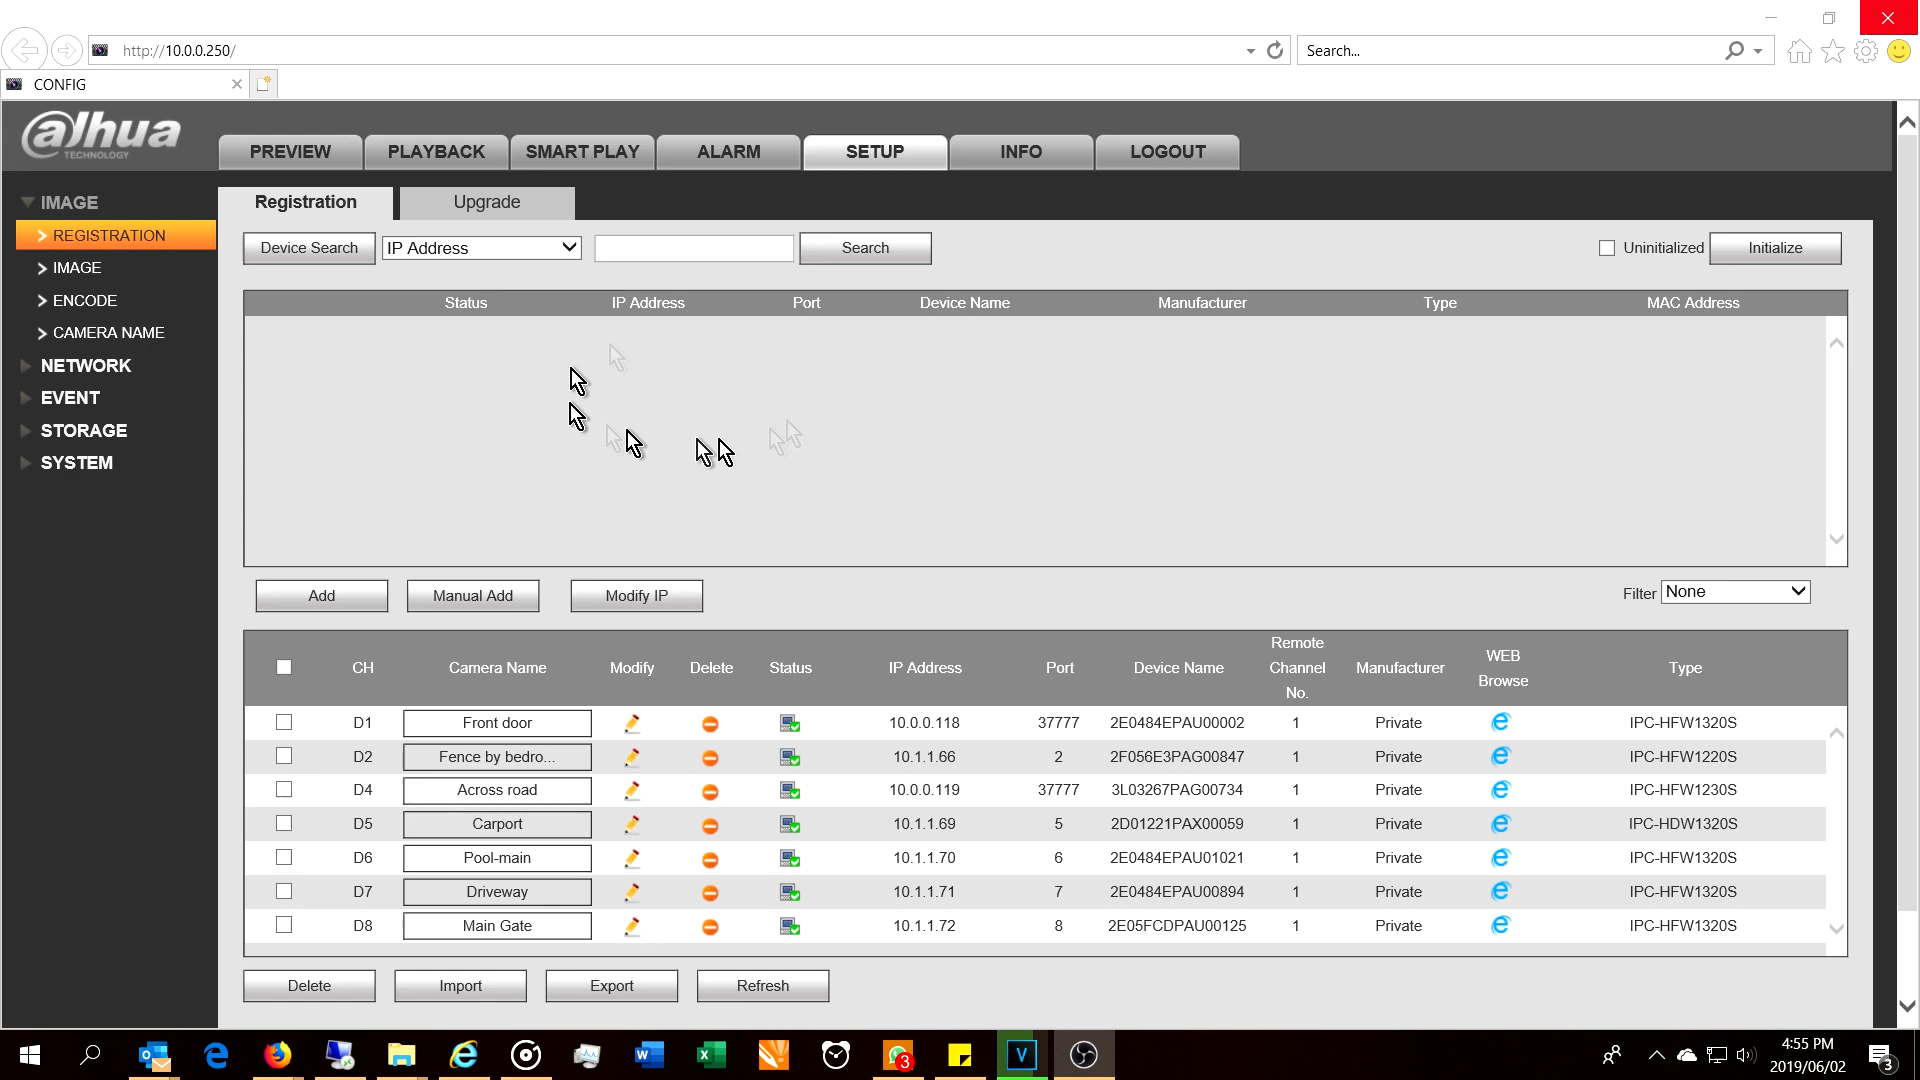 http://10.0.0.250/
Search...
CONFIG
alhua
TECHNOLOGY
PREVIEW PLAYBACK SMART PLAY ALARM SETUP INFO LOGOUT
IMAGE
REGISTRATION
IMAGE
ENCODE
CAMERA NAME
NETWORK
EVENT
STORAGE
SYSTEM
Registration Upgrade
Device Search IP Address Search Uninitialized Initialize
Status IP Address Port Device Name Manufacturer Type MAC Address
Add Manual Add Modify IP Filter None
CH Camera Name Modify Delete Status IP Address Port Device Name Remote Channel No. Manufacturer WEB Browse Type
D1 Front door 10.0.0.118 37777 2E0484EPAU00002 1 Private IPC-HFW1320S
D2 Fence by bedro... 10.1.1.66 2 2F056E3PAG00847 1 Private IPC-HFW1220S
D4 Across road 10.0.0.119 37777 3L03267PAG00734 1 Private IPC-HFW1230S
D5 Carport 10.1.1.69 5 2D01221PAX00059 1 Private IPC-HDW1320S
D6 Pool-main 10.1.1.70 6 2E0484EPAU01021 1 Private IPC-HFW1320S
D7 Driveway 10.1.1.71 7 2E0484EPAU00894 1 Private IPC-HFW1320S
D8 Main Gate 10.1.1.72 8 2E05FCDPAU00125 1 Private IPC-HFW1320S
Delete Import Export Refresh
3
V
4:55 PM
2019/06/02
3